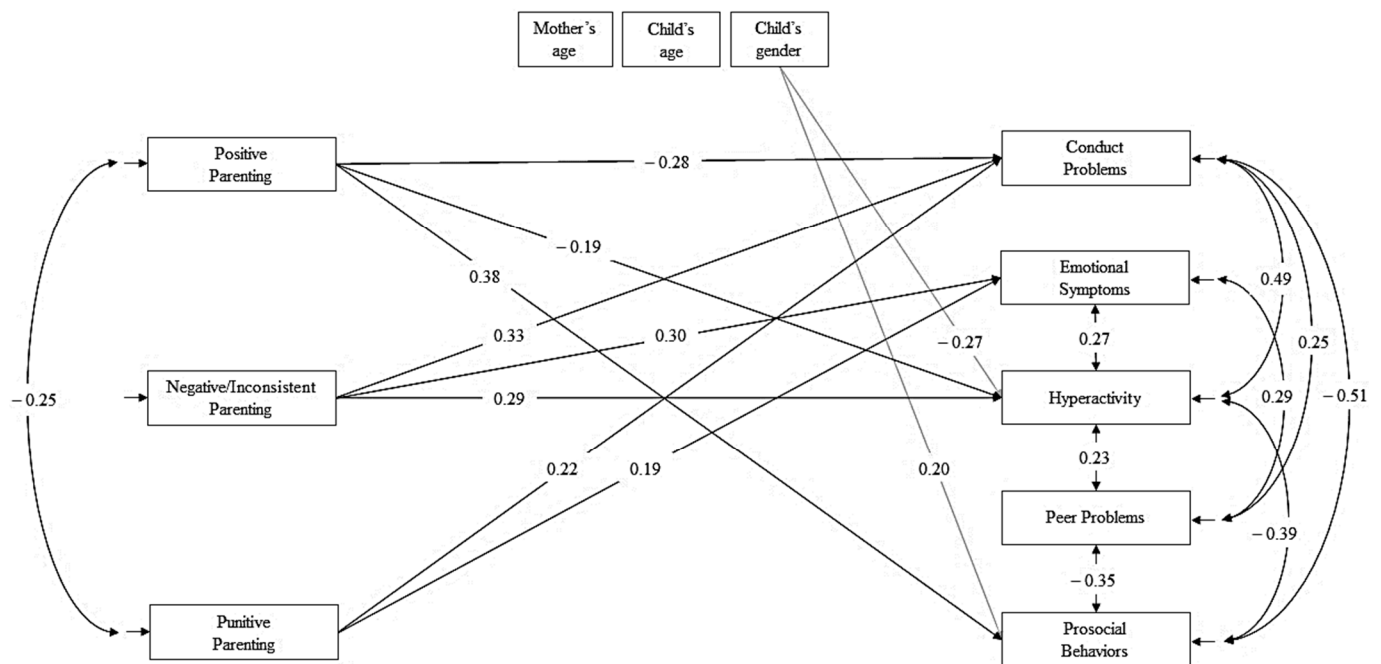 Mother's
age
Child's
age
Child's
gender
Positive
Parenting
Conduct
Problems
−0.28
−0.19
0.38
Emotional
Symptoms
0.49
0.33
0.30
−0.27
0.27
0.25
Negative/Inconsistent
Parenting
−0.25
0.29
Hyperactivity
0.29
−0.51
0.22
0.19
0.20
0.23
Peer Problems
−0.39
−0.35
Punitive
Parenting
Prosocial
Behaviors